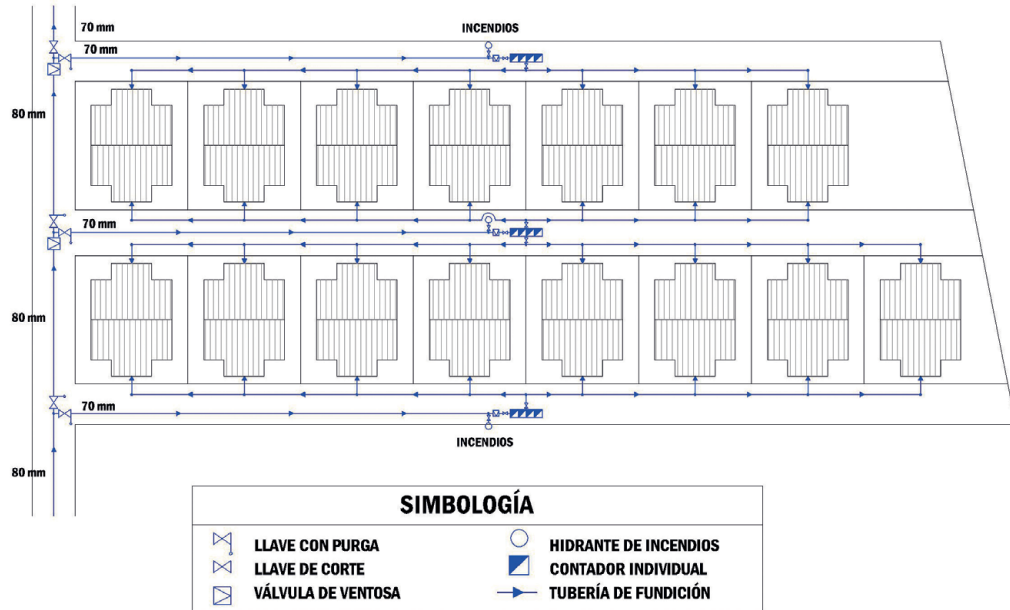 70 mm
INCENDIOS
70 mm
80 mm
70 mm
80 mm
70 mm
INCENDIOS
80 mm
SIMBOLOGÍA
LLAVE CON PURGA
HIDRANTE DE INCENDIOS
LLAVE DE CORTE
CONTADOR INDIVIDUAL
VÁLVULA DE VENTOSA
TUBERÍA DE FUNDICIÓN